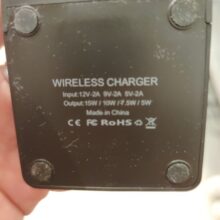 WIRELESS CHARGER
Input:12V-2A 9V-2A 5V-2A
Output:15W / 10W / 7.5W / 5W
Made in China
CE FC RoHS